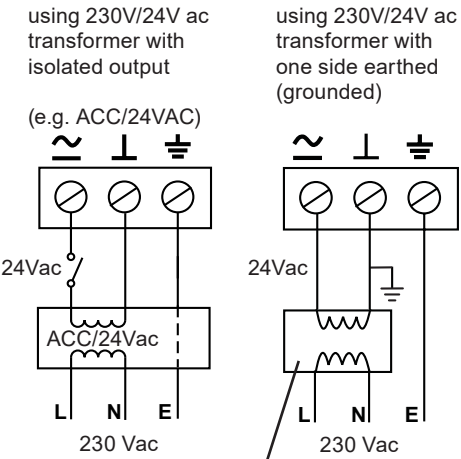 using 230V/24V ac
transformer with
isolated output
(e.g. ACC/24VAC)
24Vac
ACC/24Vac
L N E
230 Vac
using 230V/24V ac
transformer with
one side earthed
(grounded)
24Vac
L N E
230 Vac